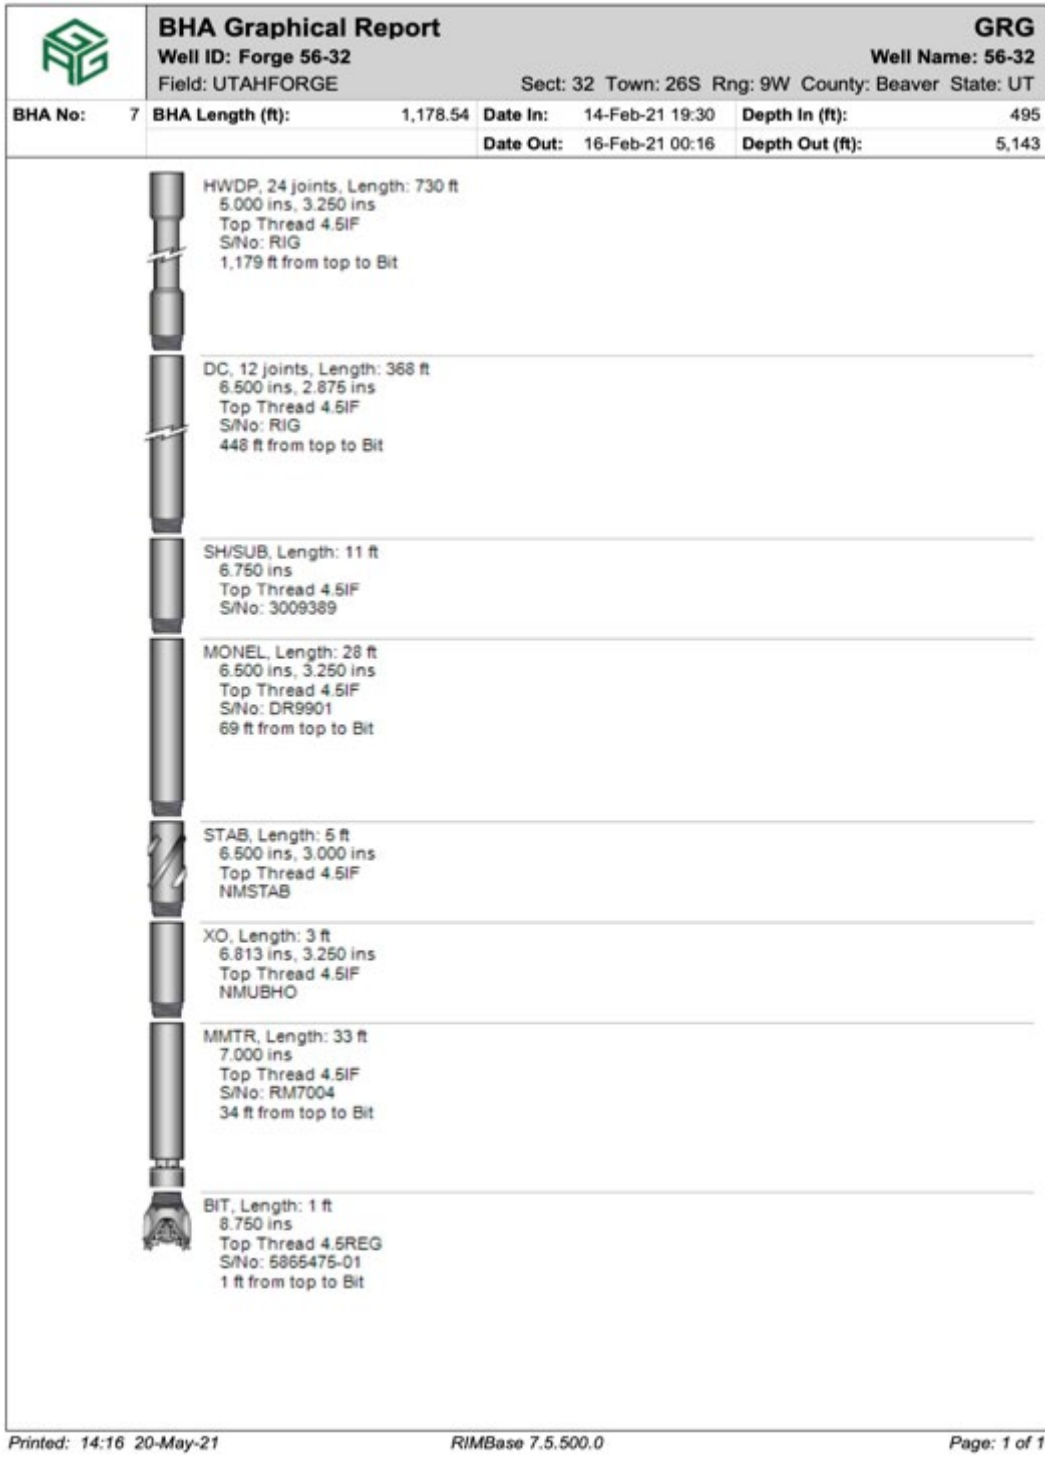 GRG
BHA Graphical Report GRG
Well ID: Forge 56-32 Well Name: 56-32
Field: UTAHFORGE Sect: 32 Town: 26S Rng: 9W County: Beaver State: UT
BHA No: 7 BHA Length (ft): 1,178.54 Date In: 14-Feb-21 19:30 Depth In (ft): 495
Date Out: 16-Feb-21 00:16 Depth Out (ft): 5,143
HWDP, 24 joints, Length: 730 ft
5.000 ins, 3.250 ins
Top Thread 4.5IF
S/No: RIG
1,179 ft from top to Bit
DC, 12 joints, Length: 368 ft
6.500 ins, 2.875 ins
Top Thread 4.5IF
S/No: RIG
448 ft from top to Bit
SH/SUB, Length: 11 ft
6.750 ins
Top Thread 4.5IF
S/No: 3009389
MONEL, Length: 28 ft
6.500 ins, 3.250 ins
Top Thread 4.5IF
S/No: DR9901
69 ft from top to Bit
STAB, Length: 5 ft
6.500 ins, 3.000 ins
Top Thread 4.5IF
NMSTAB
XO, Length: 3 ft
6.813 ins, 3.250 ins
Top Thread 4.5IF
NMUBHO
MMTR, Length: 33 ft
7.000 ins
Top Thread 4.5IF
S/No: RM7004
34 ft from top to Bit
BIT, Length: 1 ft
8.750 ins
Top Thread 4.5REG
S/No: 5865475-01
1 ft from top to Bit
Printed: 14:16 20-May-21 RIMBase 7.5.500.0 Page: 1 of 1